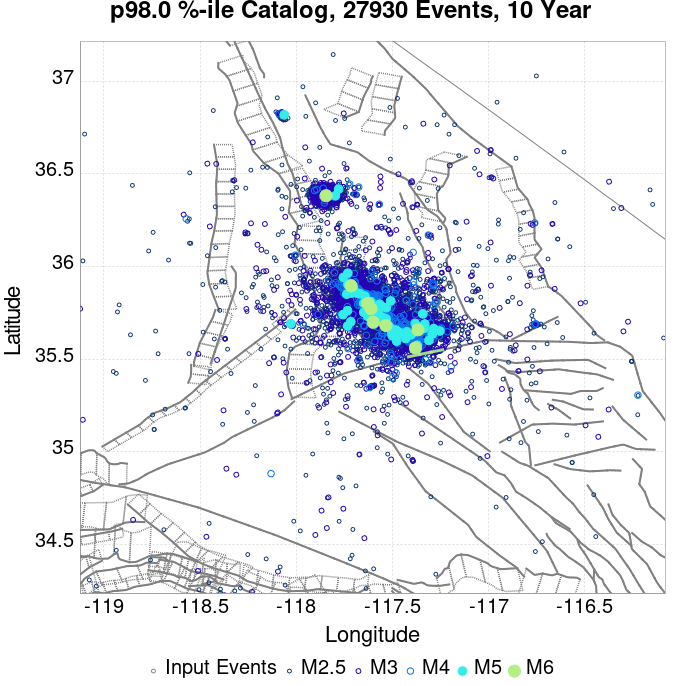 p98.0 %-ile Catalog, 27930 Events, 10 Year
37
36.5
36
35.5
35
34.5
Latitude
-119 -118.5 -118 -117.5 -117 -116.5
Longitude
Input Events M2.5 M3 M4 M5 M6